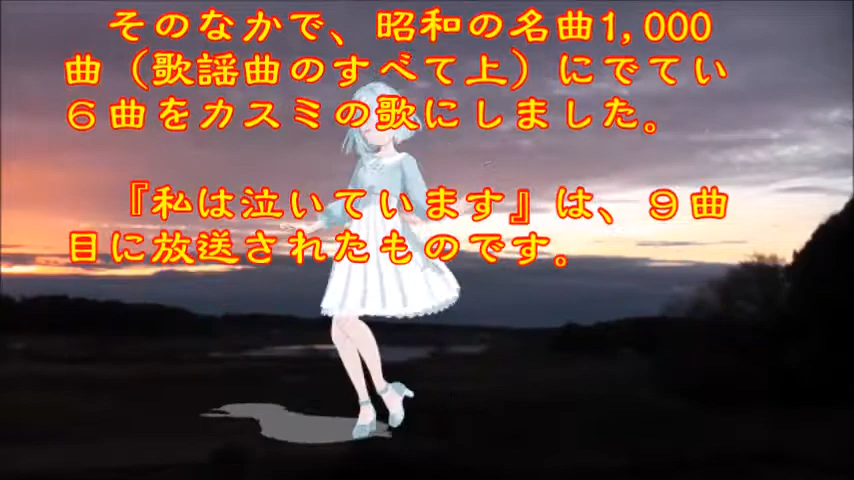 そのなかで、昭和の名曲1,000
曲（歌謡曲のすべて上）にでてい
６曲をカスミの歌にしました。
『私は泣いています』は、９曲
目に放送されたものです。